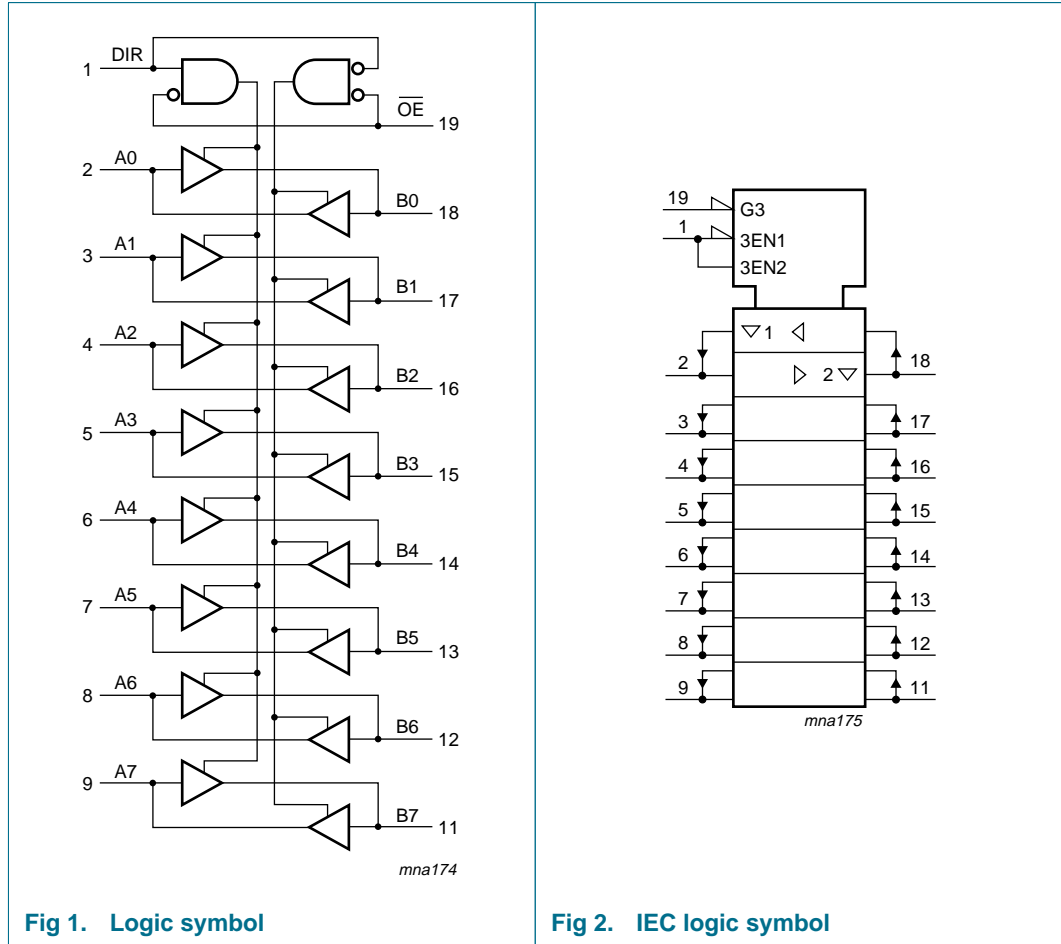 DIR
1
OE
19
2 A0
B0
18
3 A1
B1
17
4 A2
B2
16
5 A3
B3
15
6 A4
B4
14
7 A5
B5
13
8 A6
B6
12
9 A7
B7
11
mna174
Fig 1. Logic symbol
19 G3
1 3EN1
3EN2
1
2 18
2
3 17
4 16
5 15
6 14
7 13
8 12
9 11
mna175
Fig 2. IEC logic symbol